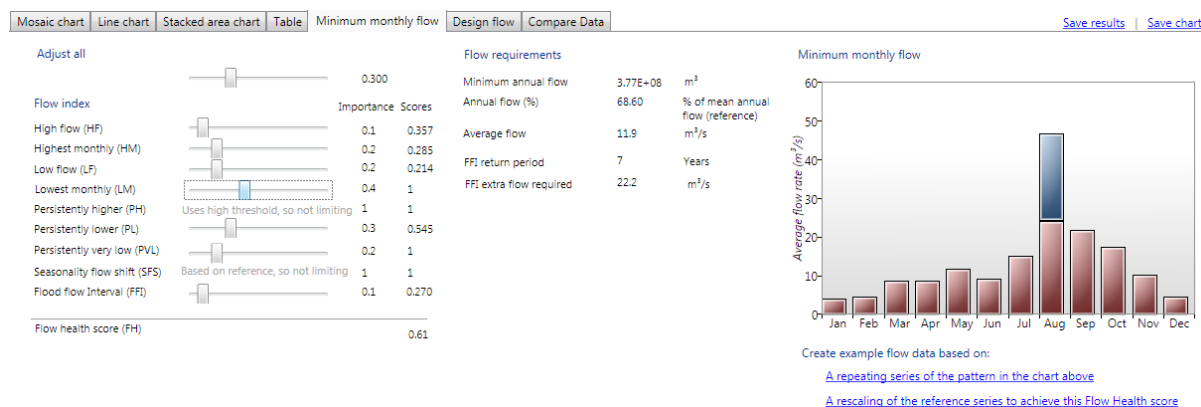 Mosaic chart Line chart Stacked area chart Table Minimum monthly flow Design flow Compare Data
Save results | Save chart
Adjust all
0.300
Flow index
Importance Scores
High flow (HF) 0.1 0.357
Highest monthly (HM) 0.2 0.285
Low flow (LF) 0.2 0.214
Lowest monthly (LM) 0.4 1
Persistently higher (PH) Uses high threshold, so not limiting 1 1
Persistently lower (PL) 0.3 0.545
Persistently very low (PVL) 0.2 1
Seasonality flow shift (SFS) Based on reference, so not limiting 1 1
Flood flow Interval (FFI) 0.1 0.270
Flow health score (FH) 0.61
Flow requirements
Minimum annual flow 3.77E+08 m³
Annual flow (%) 68.60 % of mean annual
flow (reference)
Average flow 11.9 m³/s
FFI return period 7 Years
FFI extra flow required 22.2 m³/s
Minimum monthly flow
Average flow rate (m³/s)
60
50
40
30
20
10
0
Jan Feb Mar Apr May Jun Jul Aug Sep Oct Nov Dec
Create example flow data based on:
A repeating series of the pattern in the chart above
A rescaling of the reference series to achieve this Flow Health score